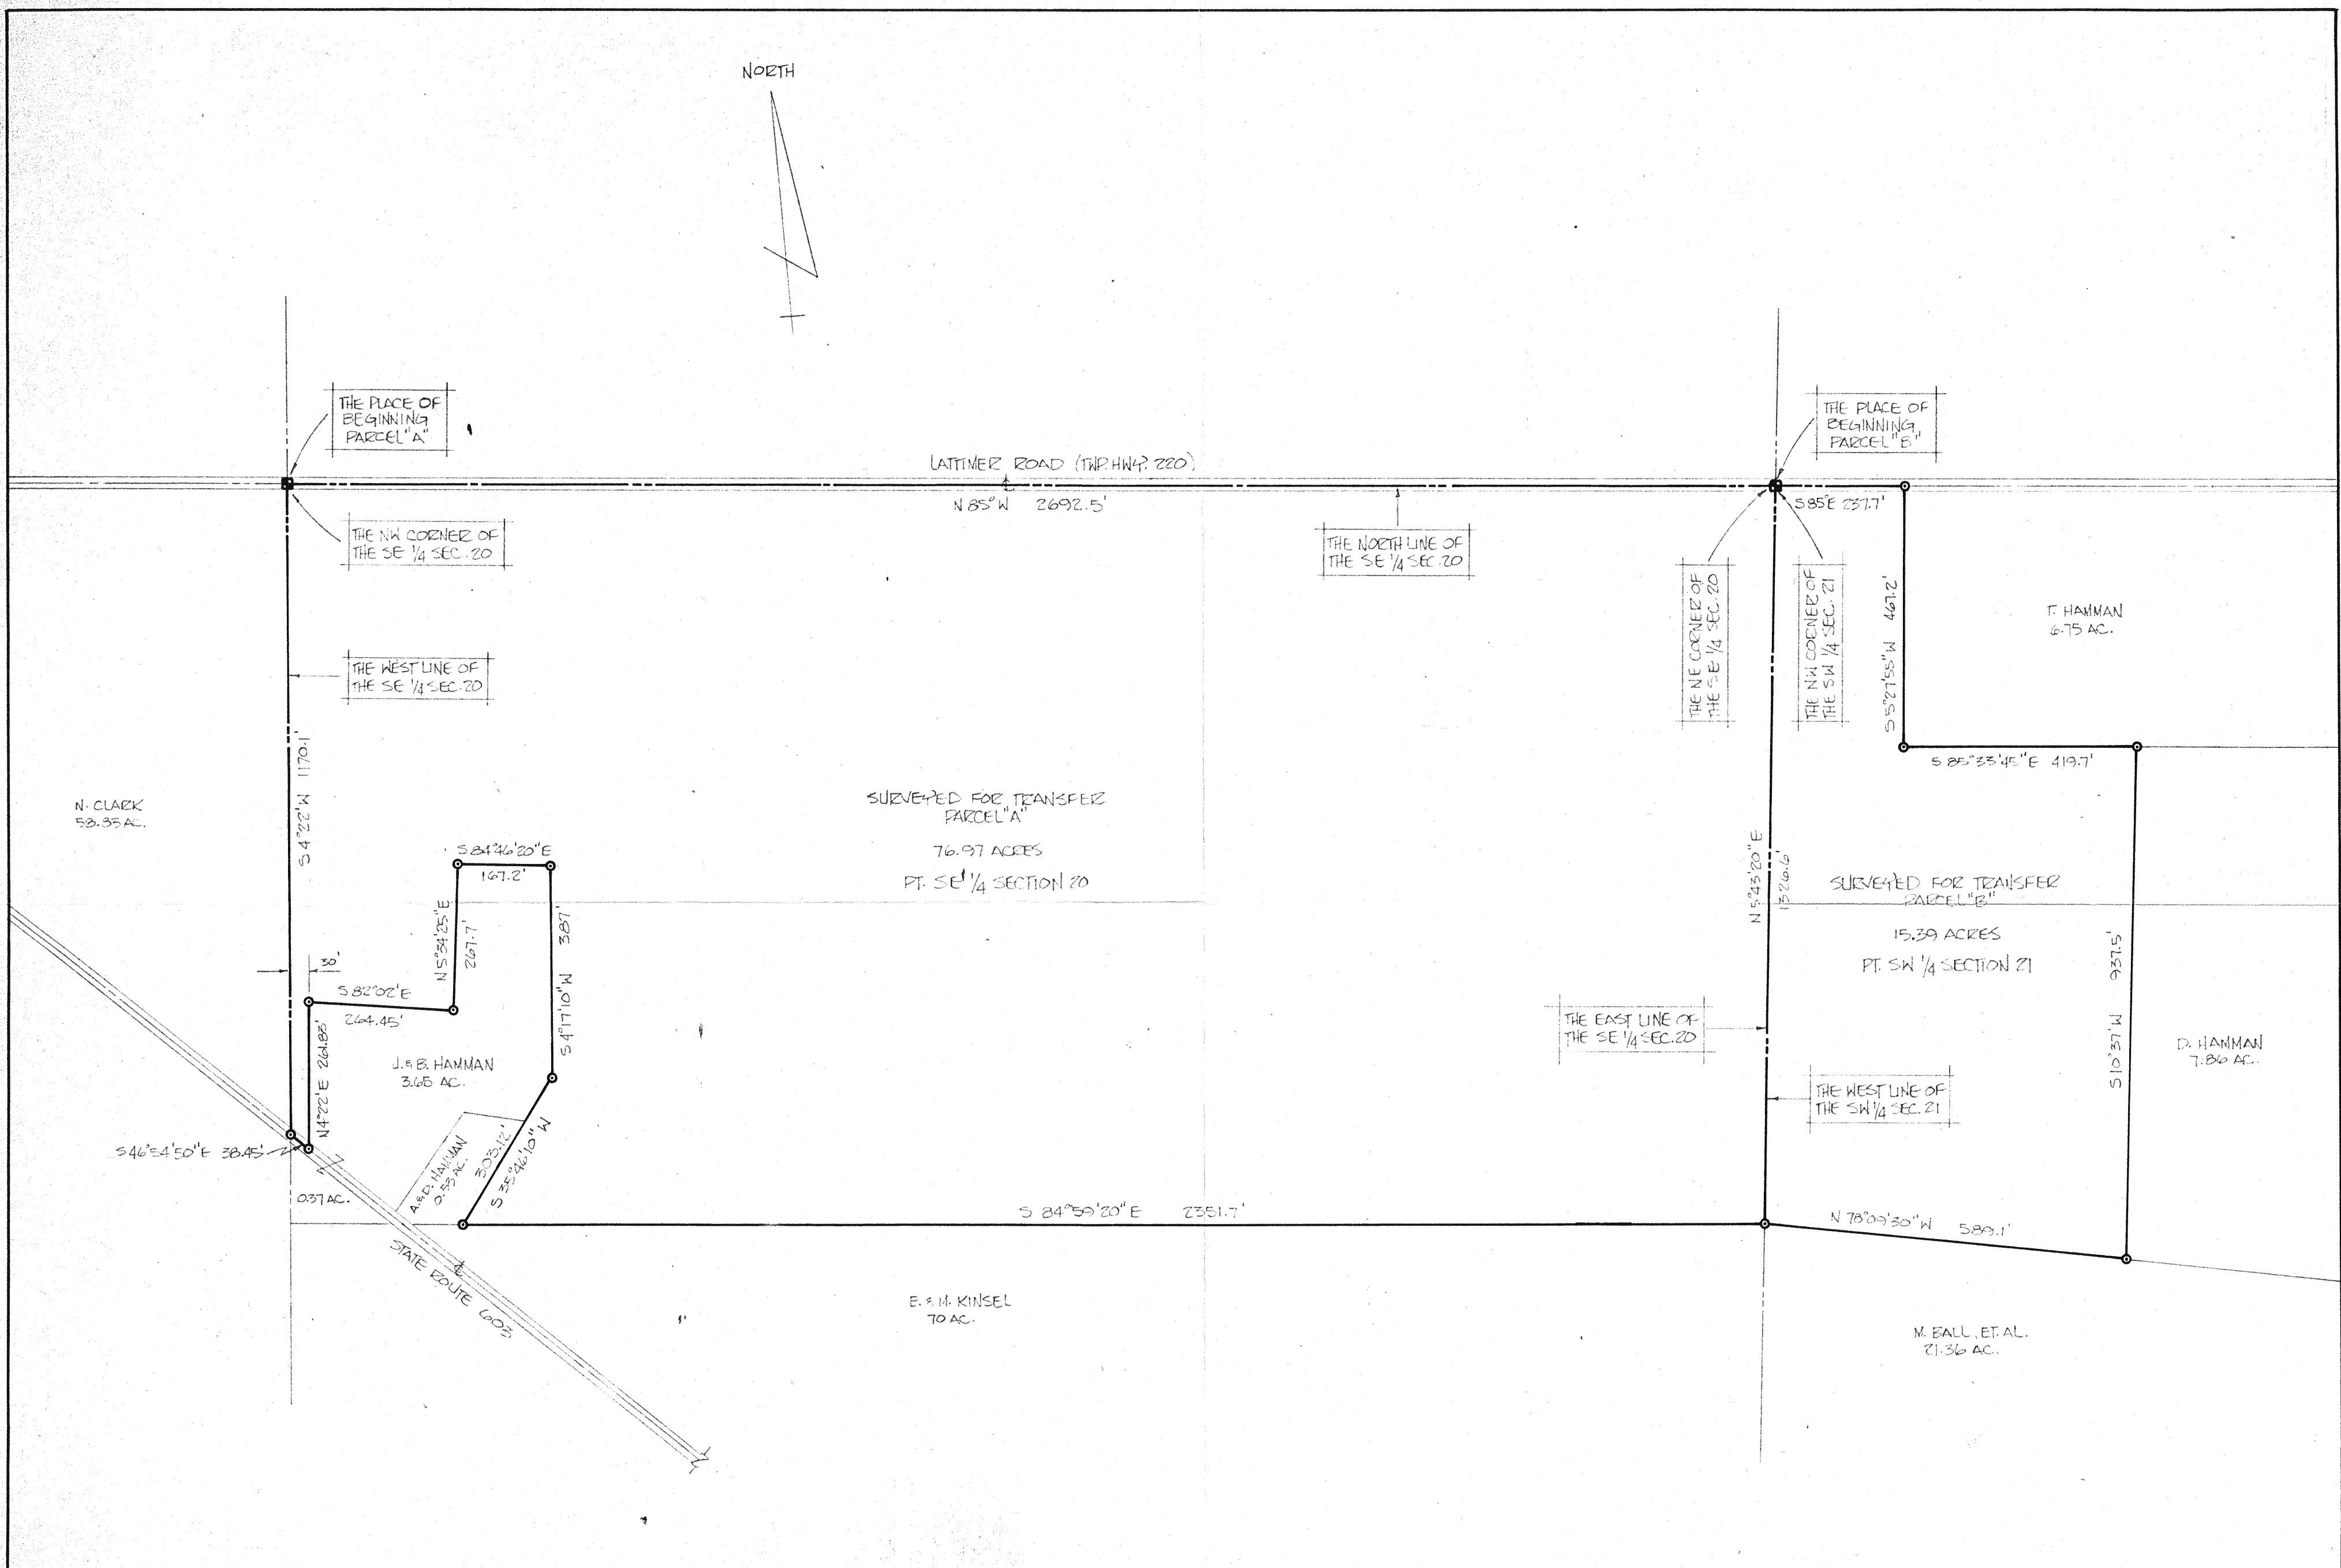 NORTH
THE PLACE OF
BEGINNING
PARCEL "A"
THE PLACE OF
BEGINNING
PARCEL "B"
LATTIMER ROAD (TWP. HWY. 220)
N 85° W 2692.5'
S 85° E 237.7'
THE NW CORNER OF
THE SE 1/4 SEC. 20
THE NORTH LINE OF
THE SE 1/4 SEC. 20
THE NE CORNER OF
THE SE 1/4 SEC. 20
THE NW CORNER OF
THE SW 1/4 SEC. 21
S 5°27'55" W 467.2'
T. HAMMAN
6.75 AC.
THE WEST LINE OF
THE SE 1/4 SEC. 20
S 4°22' W 1170.1'
S 85°33'45" E 419.7'
N. CLARK
58.35 AC.
SURVEYED FOR TRANSFER
PARCEL "A"
76.97 ACRES
PT. SE 1/4 SECTION 20
S 84°46'20" E
167.2'
N 5°34'25" E
267.7'
S 4°17'10" W 387'
N 5°43'20" E
1326.6'
SURVEYED FOR TRANSFER
PARCEL "B"
15.39 ACRES
PT. SW 1/4 SECTION 21
S 10°37' W 937.5'
30'
S 82°02' E
264.45'
N 4°22' E 261.83'
J. & B. HAMMAN
3.65 AC.
THE EAST LINE OF
THE SE 1/4 SEC. 20
D. HAMMAN
7.86 AC.
THE WEST LINE OF
THE SW 1/4 SEC. 21
S 46°54'50" E 38.45'
A. & D. HAMMAN
0.53 AC.
303.12'
S 35°46'10" W
0.37 AC.
S 84°59'20" E 2351.7'
N 78°09'30" W 589.1'
STATE ROUTE 603
E. & M. KINSEL
70 AC.
M. BALL, ET. AL.
21.36 AC.